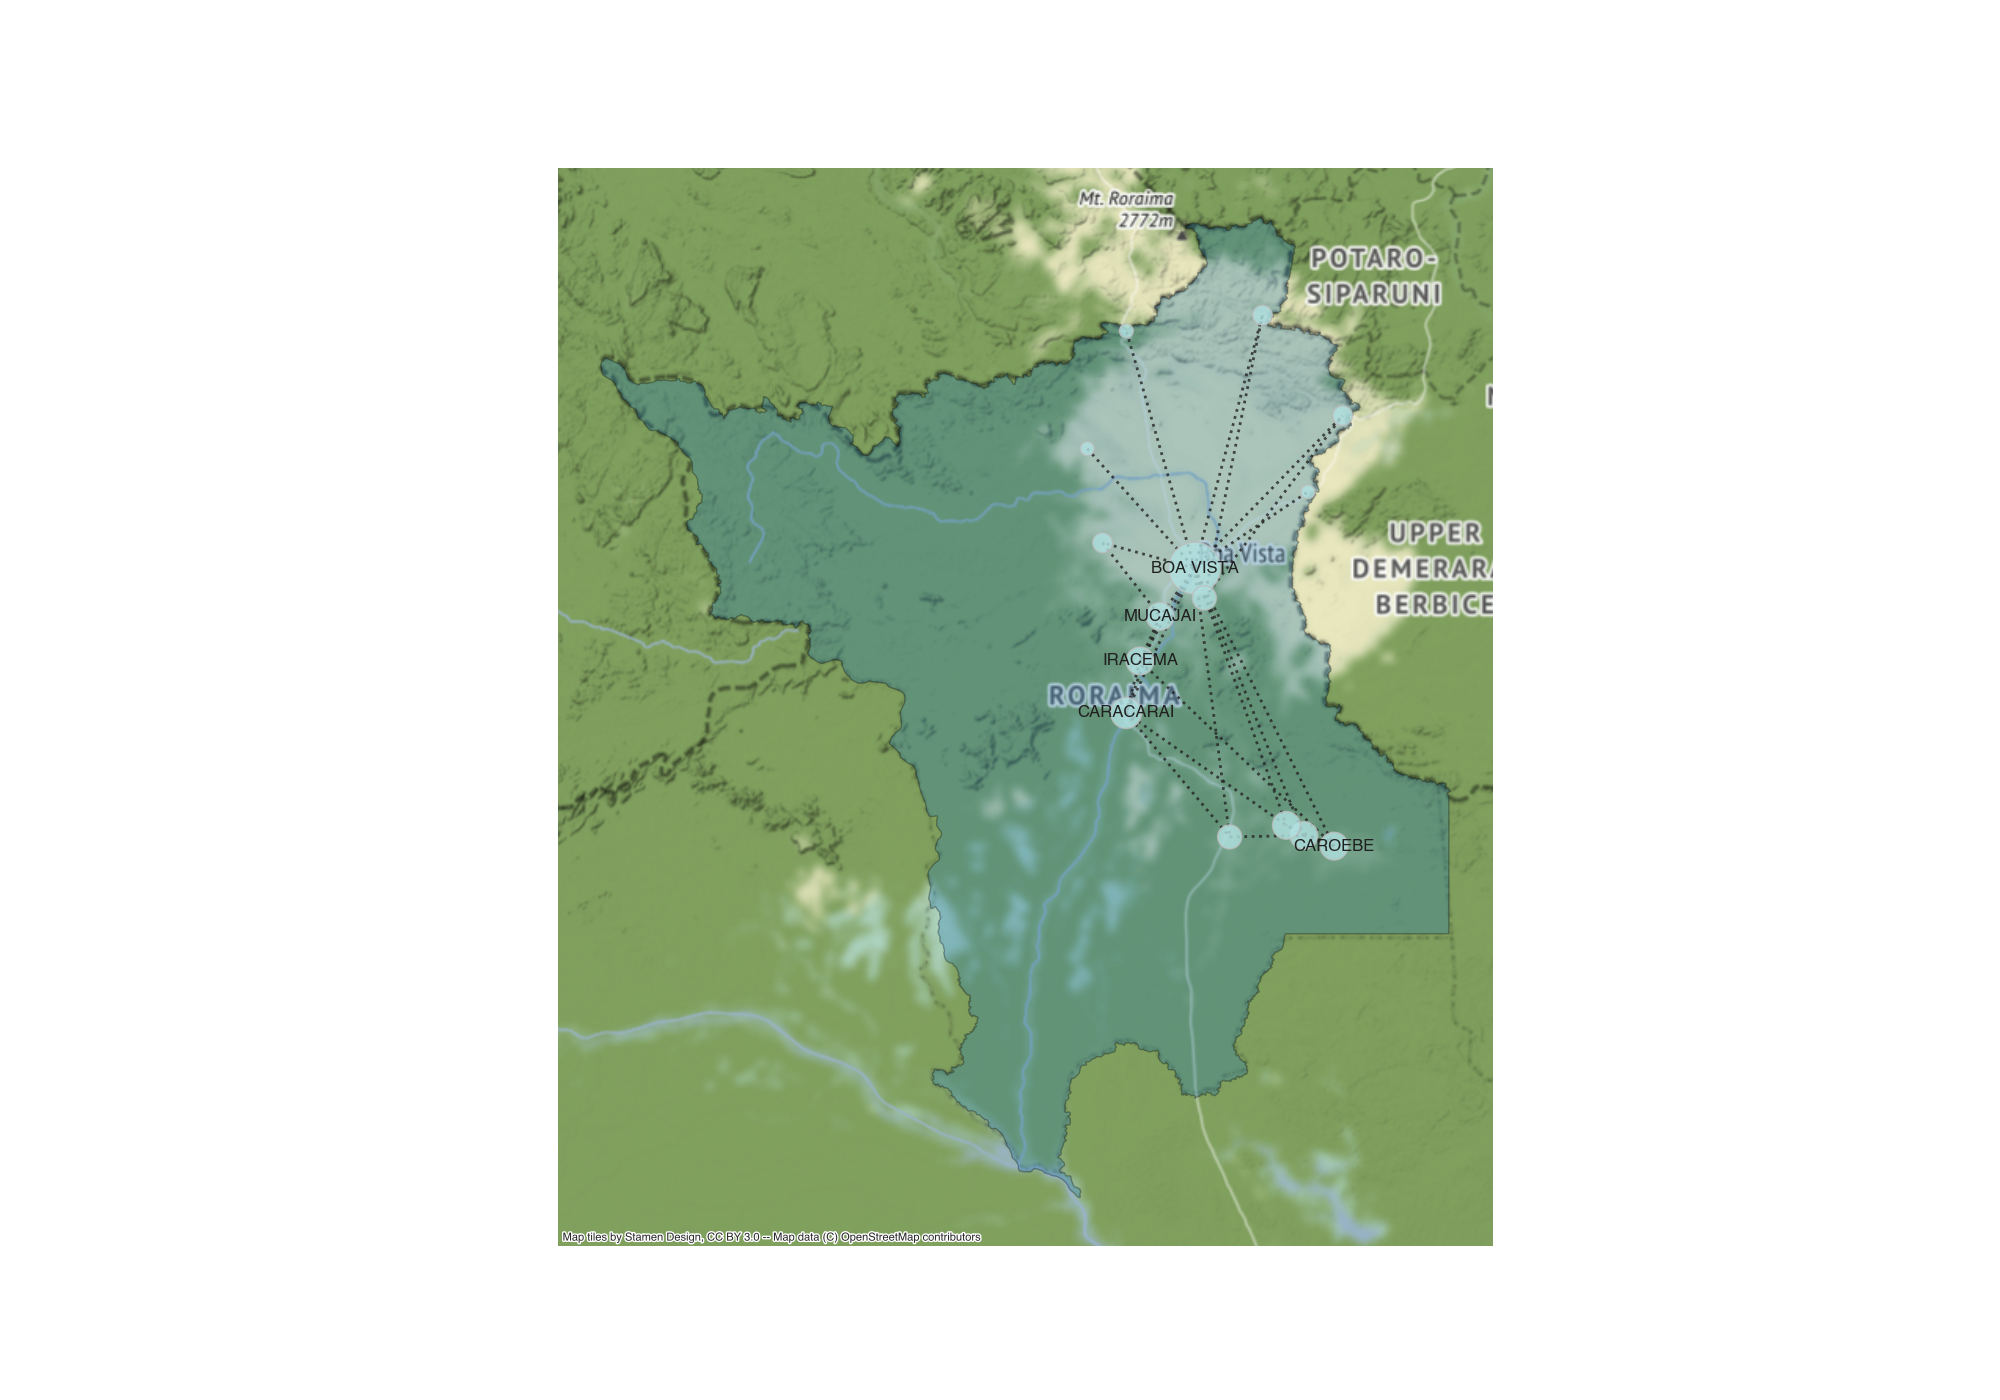 Mt. Roraima
2772m
POTARO-
SIPARUNI
UPPER
DEMERARA
BERBICE
Vista
BOA VISTA
MUCAJAI
IRACEMA
RORAIMA
CARACARAI
CAROEBE
Map tiles by Stamen Design, CC BY 3.0 -- Map data (C) OpenStreetMap contributors